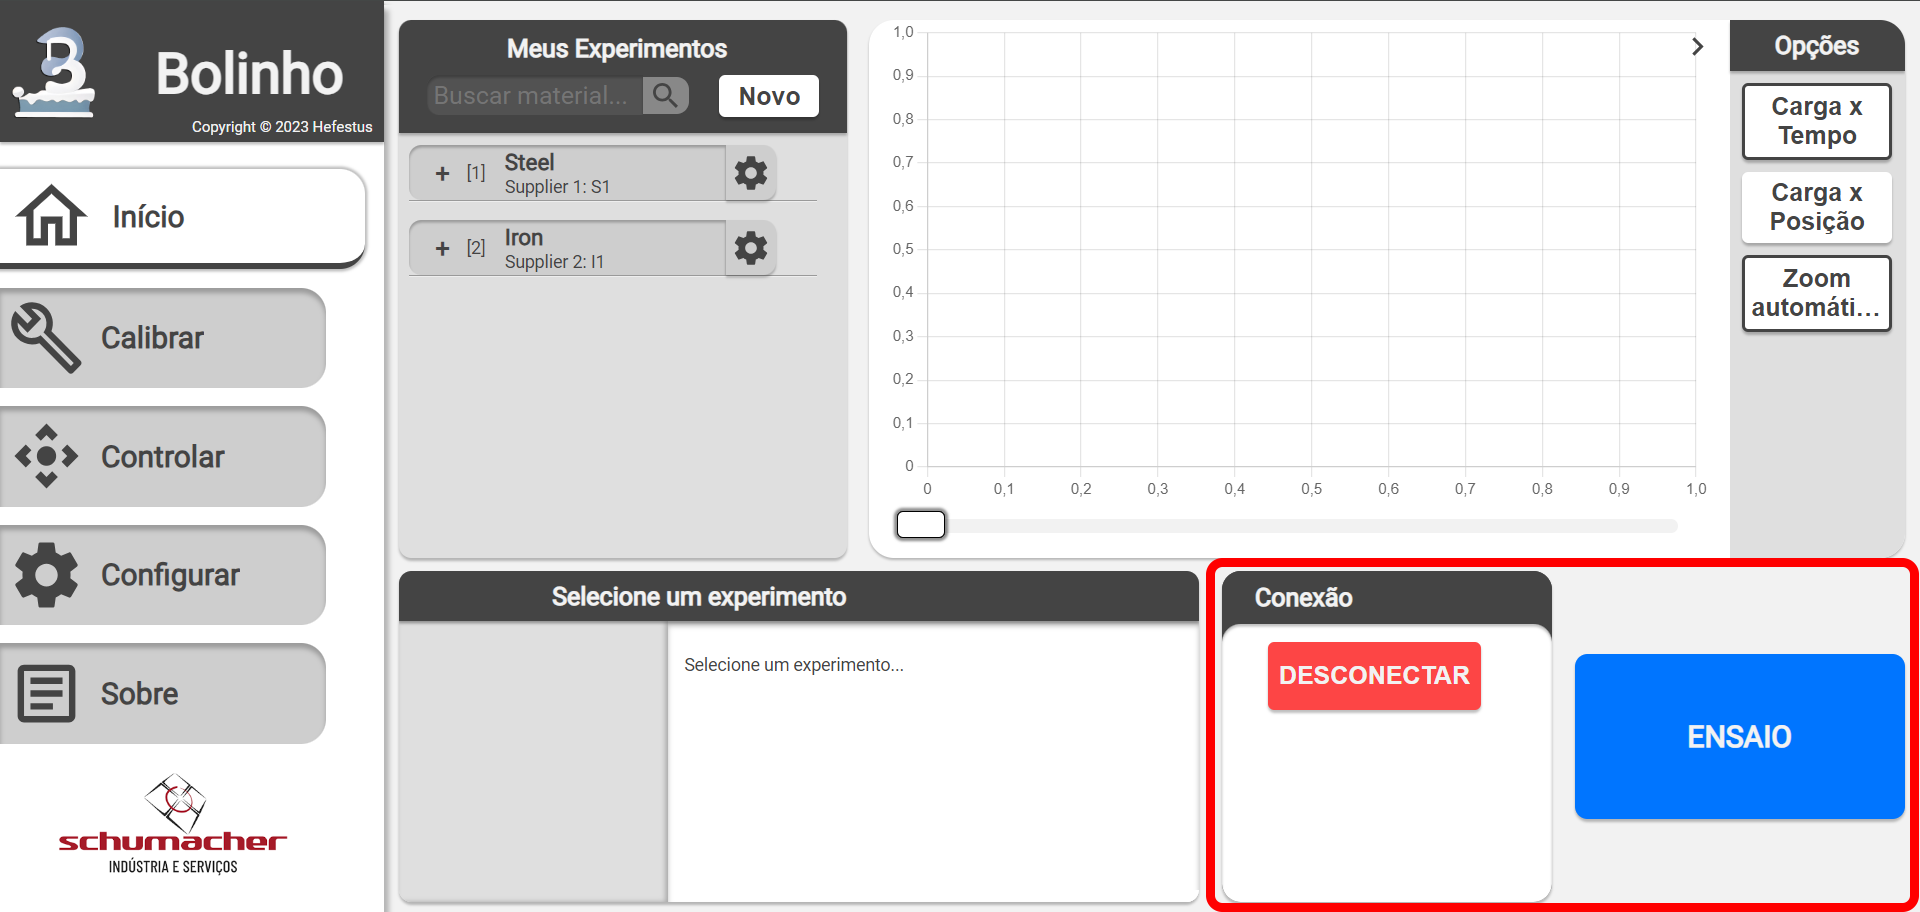 Bolinho
Copyright © 2023 Hefestus
Início
Calibrar
Controlar
Configurar
Sobre
schumacher
INDÚSTRIA E SERVIÇOS
Meus Experimentos
Buscar material...
Novo
+ [1] Steel
Supplier 1: S1
+ [2] Iron
Supplier 2: I1
1,0
0,9
0,8
0,7
0,6
0,5
0,4
0,3
0,2
0,1
0
0 0,1 0,2 0,3 0,4 0,5 0,6 0,7 0,8 0,9 1,0
Opções
Carga x
Tempo
Carga x
Posição
Zoom
automáti...
Selecione um experimento
Selecione um experimento...
Conexão
DESCONECTAR
ENSAIO